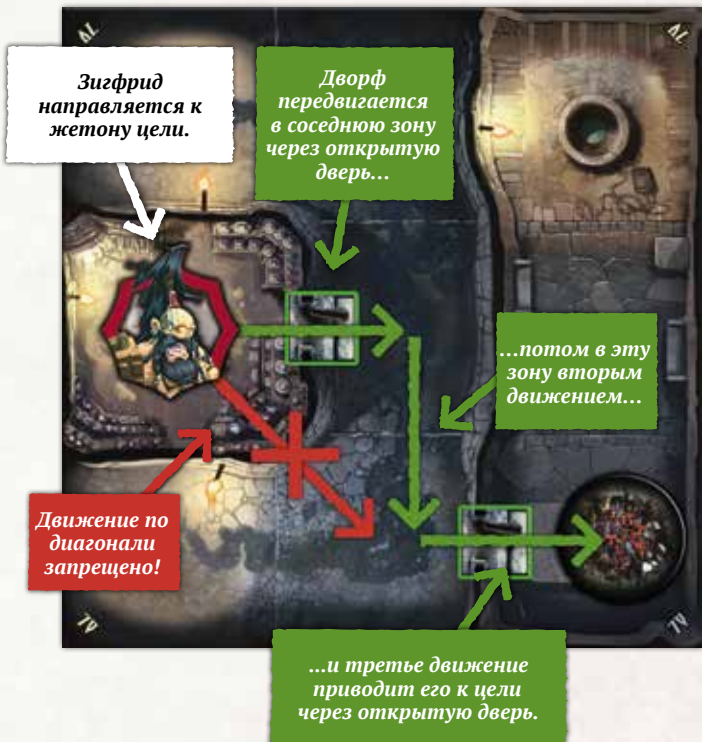 Зигфрид
направляется к
жетону цели.
Дворф
передвигается
в соседнюю зону
через открытую
дверь…
…потом в эту
зону вторым
движением…
Движение по
диагонали
запрещено!
…и третье движение
приводит его к цели
через открытую дверь.